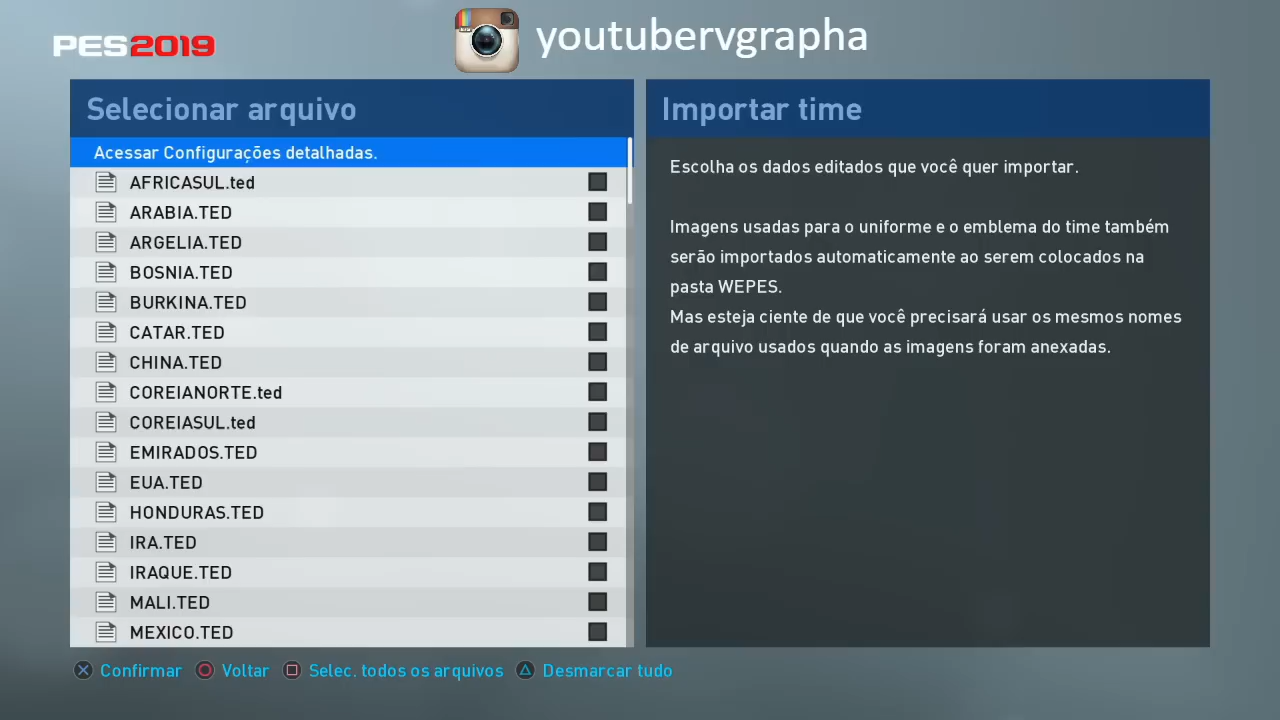 PES2019
youtubervgrapha
Selecionar arquivo
Acessar Configurações detalhadas.
AFRICASUL.ted
ARABIA.TED
ARGELIA.TED
BOSNIA.TED
BURKINA.TED
CATAR.TED
CHINA.TED
COREIANORTE.ted
COREIASUL.ted
EMIRADOS.TED
EUA.TED
HONDURAS.TED
IRA.TED
IRAQUE.TED
MALI.TED
MEXICO.TED
Importar time
Escolha os dados editados que você quer importar.
Imagens usadas para o uniforme e o emblema do time também
serão importados automaticamente ao serem colocados na
pasta WEPES.
Mas esteja ciente de que você precisará usar os mesmos nomes
de arquivo usados quando as imagens foram anexadas.
Confirmar Voltar Selec. todos os arquivos Desmarcar tudo